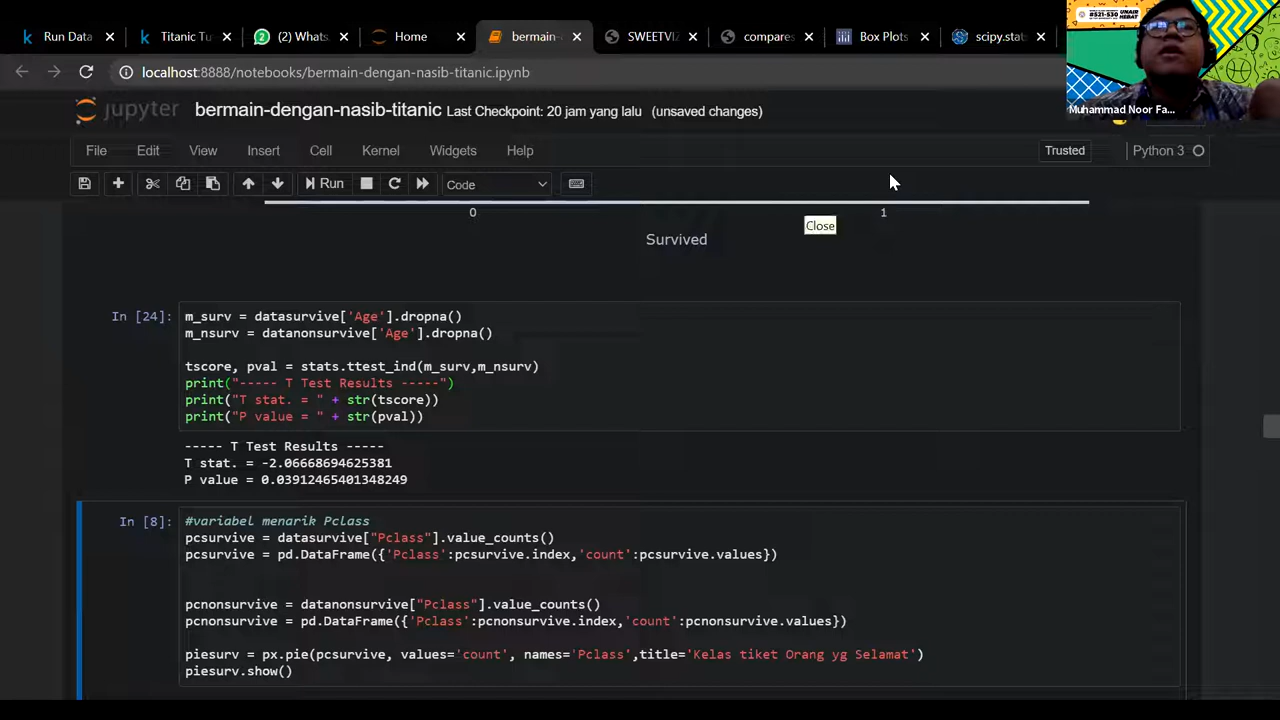 Run Data
Titanic Tu
(2) Whats
Home
bermain-
SWEETVIZ
compares
Box Plots
scipy.stat
#521-530
UNAIR
HEBAT
Muhammad Noor Fa...
localhost:8888/notebooks/bermain-dengan-nasib-titanic.ipynb
jupyter bermain-dengan-nasib-titanic Last Checkpoint: 20 jam yang lalu (unsaved changes)
File Edit View Insert Cell Kernel Widgets Help Trusted Python 3
Run Code
0 1
Close
Survived
In [24]:
m_surv = datasurvive['Age'].dropna()
m_nsurv = datanonsurvive['Age'].dropna()
tscore, pval = stats.ttest_ind(m_surv,m_nsurv)
print("----- T Test Results -----")
print("T stat. = " + str(tscore))
print("P value = " + str(pval))
----- T Test Results -----
T stat. = -2.06668694625381
P value = 0.03912465401348249
In [8]:
#variabel menarik Pclass
pcsurvive = datasurvive["Pclass"].value_counts()
pcsurvive = pd.DataFrame({'Pclass':pcsurvive.index,'count':pcsurvive.values})
pcnonsurvive = datanonsurvive["Pclass"].value_counts()
pcnonsurvive = pd.DataFrame({'Pclass':pcnonsurvive.index,'count':pcnonsurvive.values})
piesurv = px.pie(pcsurvive, values='count', names='Pclass',title='Kelas tiket Orang yg Selamat')
piesurv.show()